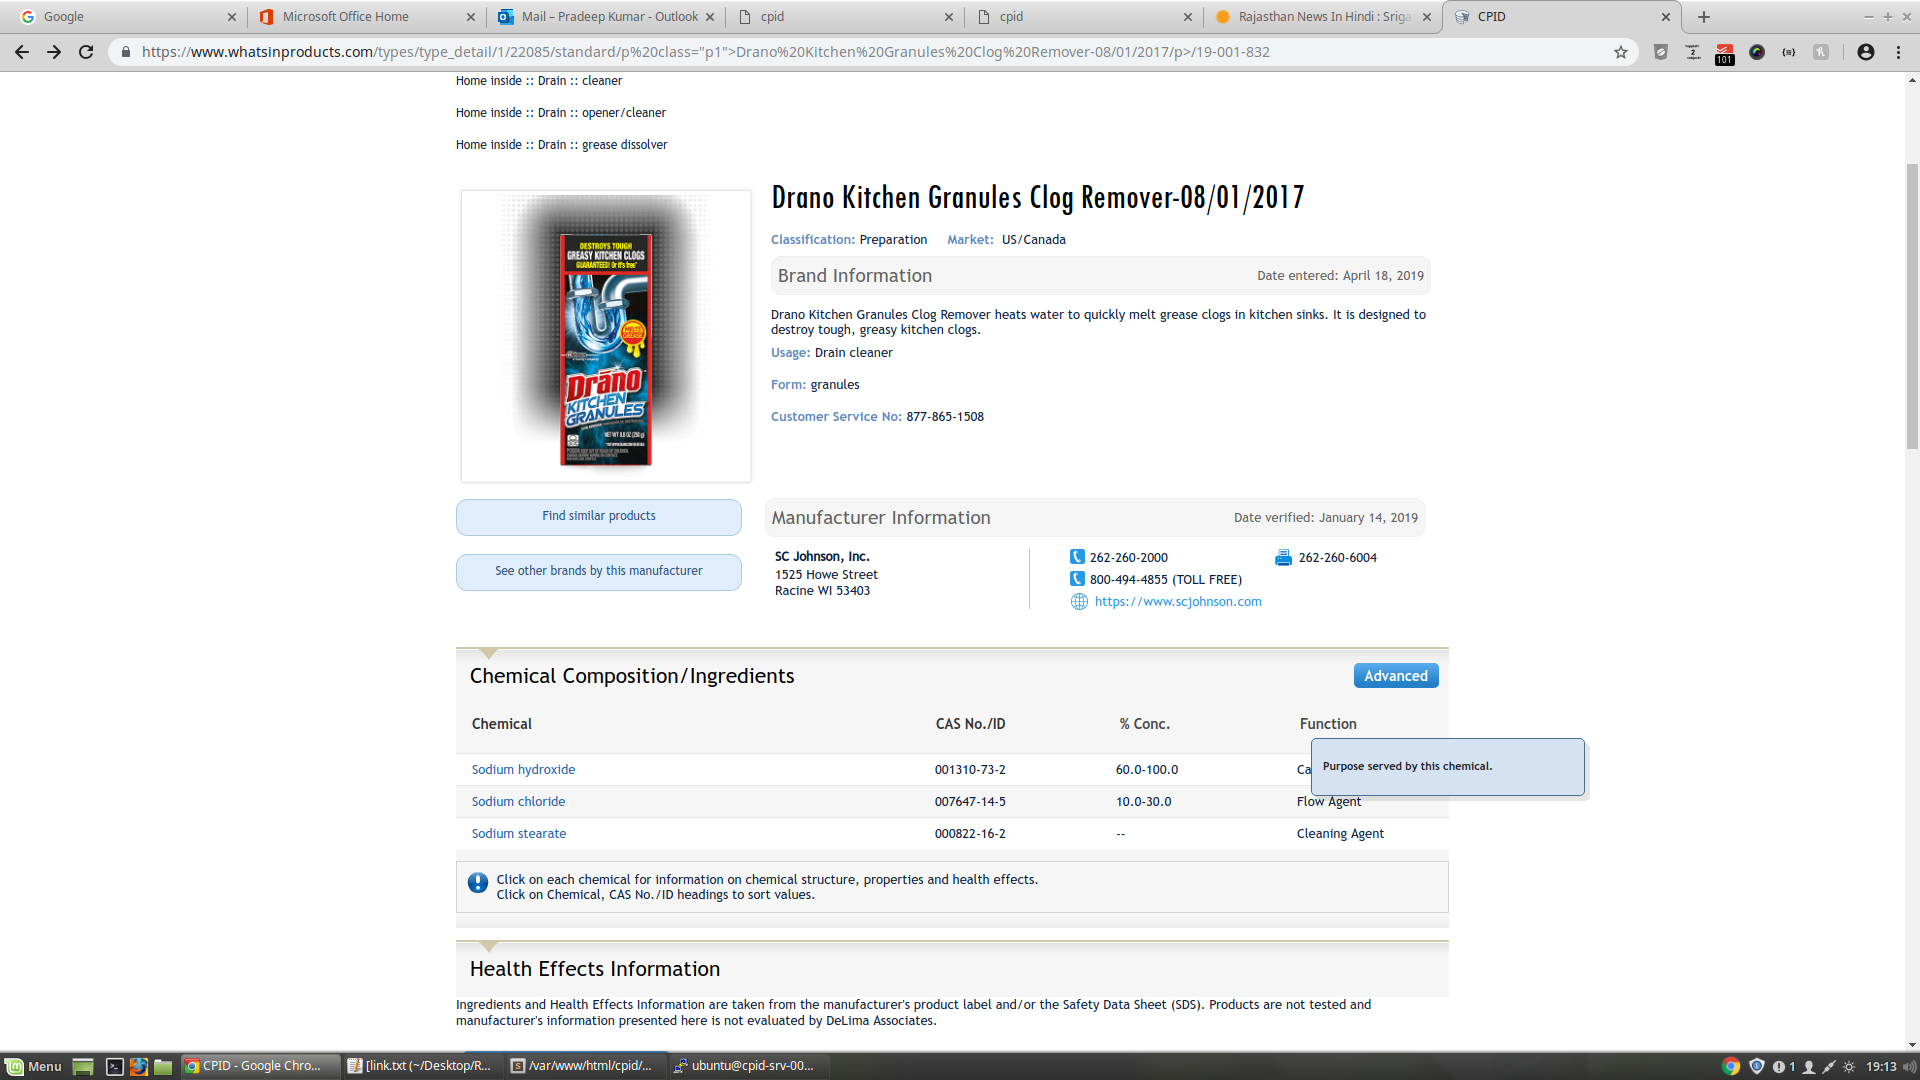 Google
Microsoft Office Home
Mail – Pradeep Kumar - Outlook
cpid
cpid
Rajasthan News In Hindi : Sriga
CPID
https://www.whatsinproducts.com/types/type_detail/1/22085/standard/p%20class="p1">Drano%20Kitchen%20Granules%20Clog%20Remover-08/01/2017/p>/19-001-832
101
Home inside :: Drain :: cleaner
Home inside :: Drain :: opener/cleaner
Home inside :: Drain :: grease dissolver
Drano Kitchen Granules Clog Remover-08/01/2017
Classification: Preparation Market: US/Canada
Brand Information Date entered: April 18, 2019
Drano Kitchen Granules Clog Remover heats water to quickly melt grease clogs in kitchen sinks. It is designed to
destroy tough, greasy kitchen clogs.
Usage: Drain cleaner
Form: granules
Customer Service No: 877-865-1508
DESTROYS TOUGH
GREASY KITCHEN CLOGS
GUARANTEED! Or it's free*
MELTS
GREASE
Drāno
KITCHEN
GRANULES
NET WT 8.8 OZ (250 g)
Find similar products
See other brands by this manufacturer
Manufacturer Information Date verified: January 14, 2019
SC Johnson, Inc.
1525 Howe Street
Racine WI 53403
262-260-2000
800-494-4855 (TOLL FREE)
https://www.scjohnson.com
262-260-6004
Chemical Composition/Ingredients
Advanced
Chemical CAS No./ID % Conc. Function
Purpose served by this chemical.
Sodium hydroxide 001310-73-2 60.0-100.0 Ca
Sodium chloride 007647-14-5 10.0-30.0 Flow Agent
Sodium stearate 000822-16-2 -- Cleaning Agent
Click on each chemical for information on chemical structure, properties and health effects.
Click on Chemical, CAS No./ID headings to sort values.
Health Effects Information
Ingredients and Health Effects Information are taken from the manufacturer's product label and/or the Safety Data Sheet (SDS). Products are not tested and
manufacturer's information presented here is not evaluated by DeLima Associates.
Menu
CPID - Google Chro...
[link.txt (~/Desktop/R...
/var/www/html/cpid/...
ubuntu@cpid-srv-00...
1
19:13